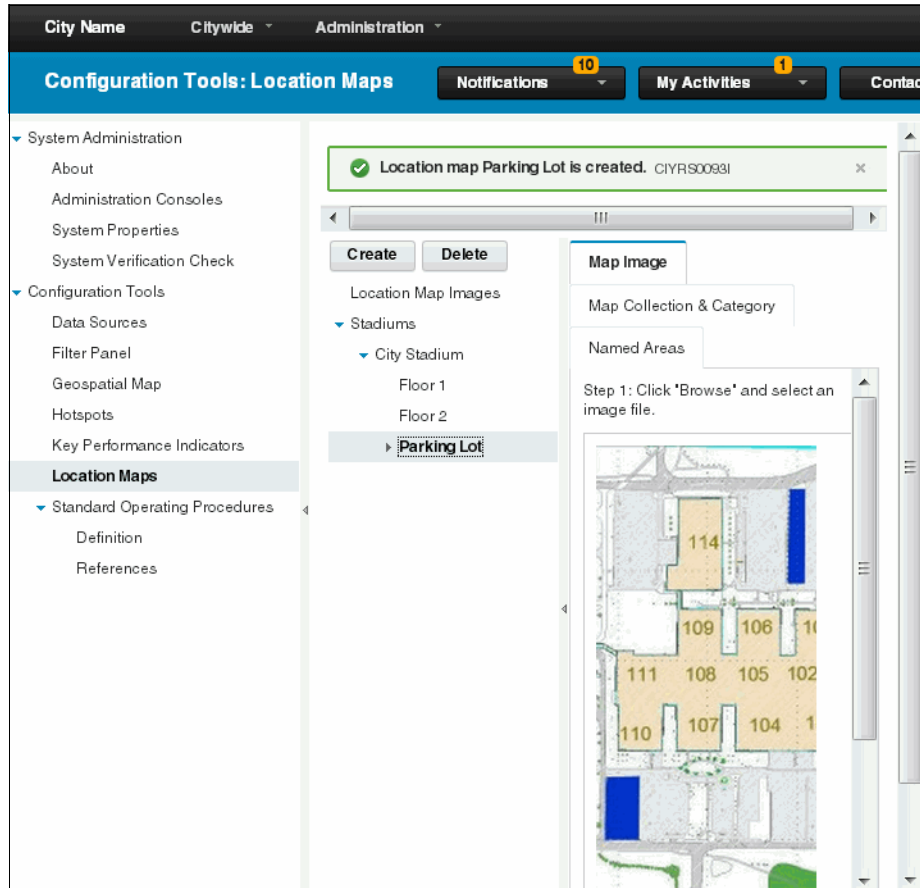 City Name Citywide Administration
Configuration Tools: Location Maps Notifications 10 My Activities 1 Contac
System Administration
About
Administration Consoles
System Properties
System Verification Check
Configuration Tools
Data Sources
Filter Panel
Geospatial Map
Hotspots
Key Performance Indicators
Location Maps
Standard Operating Procedures
Definition
References
Location map Parking Lot is created. CIYRS0093I
Create Delete
Location Map Images
Stadiums
City Stadium
Floor 1
Floor 2
Parking Lot
Map Image
Map Collection & Category
Named Areas
Step 1: Click "Browse" and select an
image file.
114
109 106 10
111 108 105 102
110 107 104 1